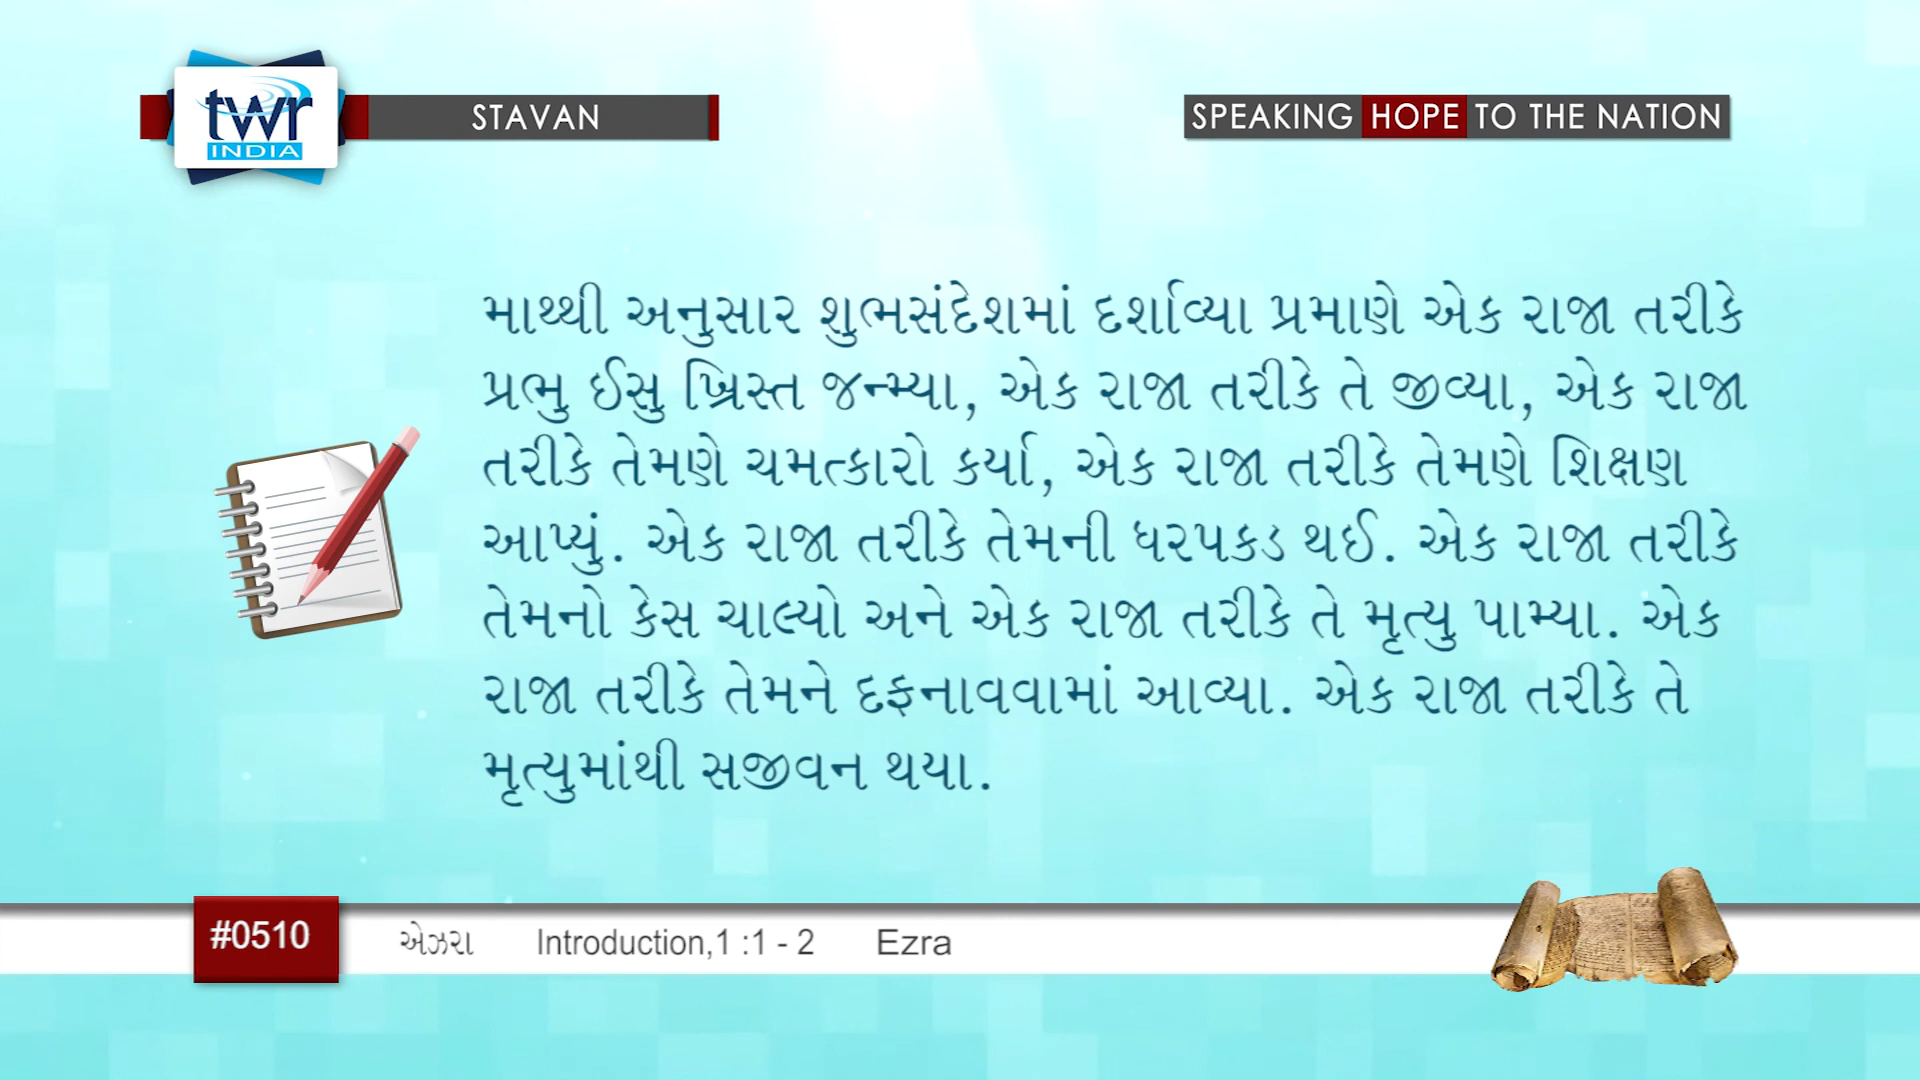 twr
INDIA
STAVAN
SPEAKING HOPE TO THE NATION
માથ્થી અનુસાર શુભસંદેશમાં દર્શાવ્યા પ્રમાણે એક રાજા તરીકે
પ્રભુ ઈસુ ખ્રિસ્ત જન્મ્યા, એક રાજા તરીકે તે જીવ્યા, એક રાજા
તરીકે તેમણે ચમત્કારો કર્યા, એક રાજા તરીકે તેમણે શિક્ષણ
આપ્યું. એક રાજા તરીકે તેમની ધરપકડ થઈ. એક રાજા તરીકે
તેમનો કેસ ચાલ્યો અને એક રાજા તરીકે તે મૃત્યુ પામ્યા. એક
રાજા તરીકે તેમને દફનાવવામાં આવ્યા. એક રાજા તરીકે તે
મૃત્યુમાંથી સજીવન થયા.
#0510 એઝરા Introduction,1 :1 - 2 Ezra